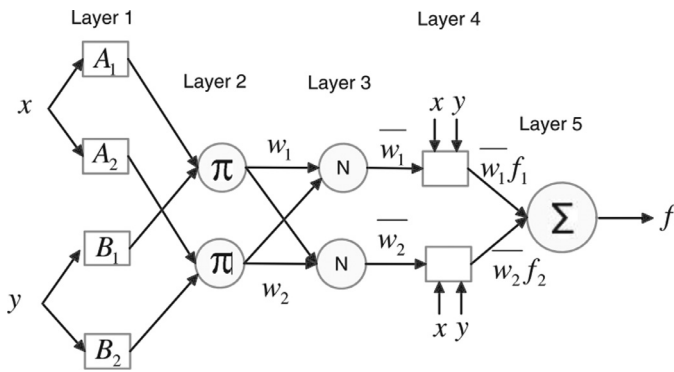 Layer 1
Layer 4
A₁
Layer 2
Layer 3
x
x y
Layer 5
w₁
w̅₁
A₂
π
N
w̅₁f₁
Σ
f
B₁
w̅₂
π
N
w̅₂f₂
y
w₂
B₂
x y